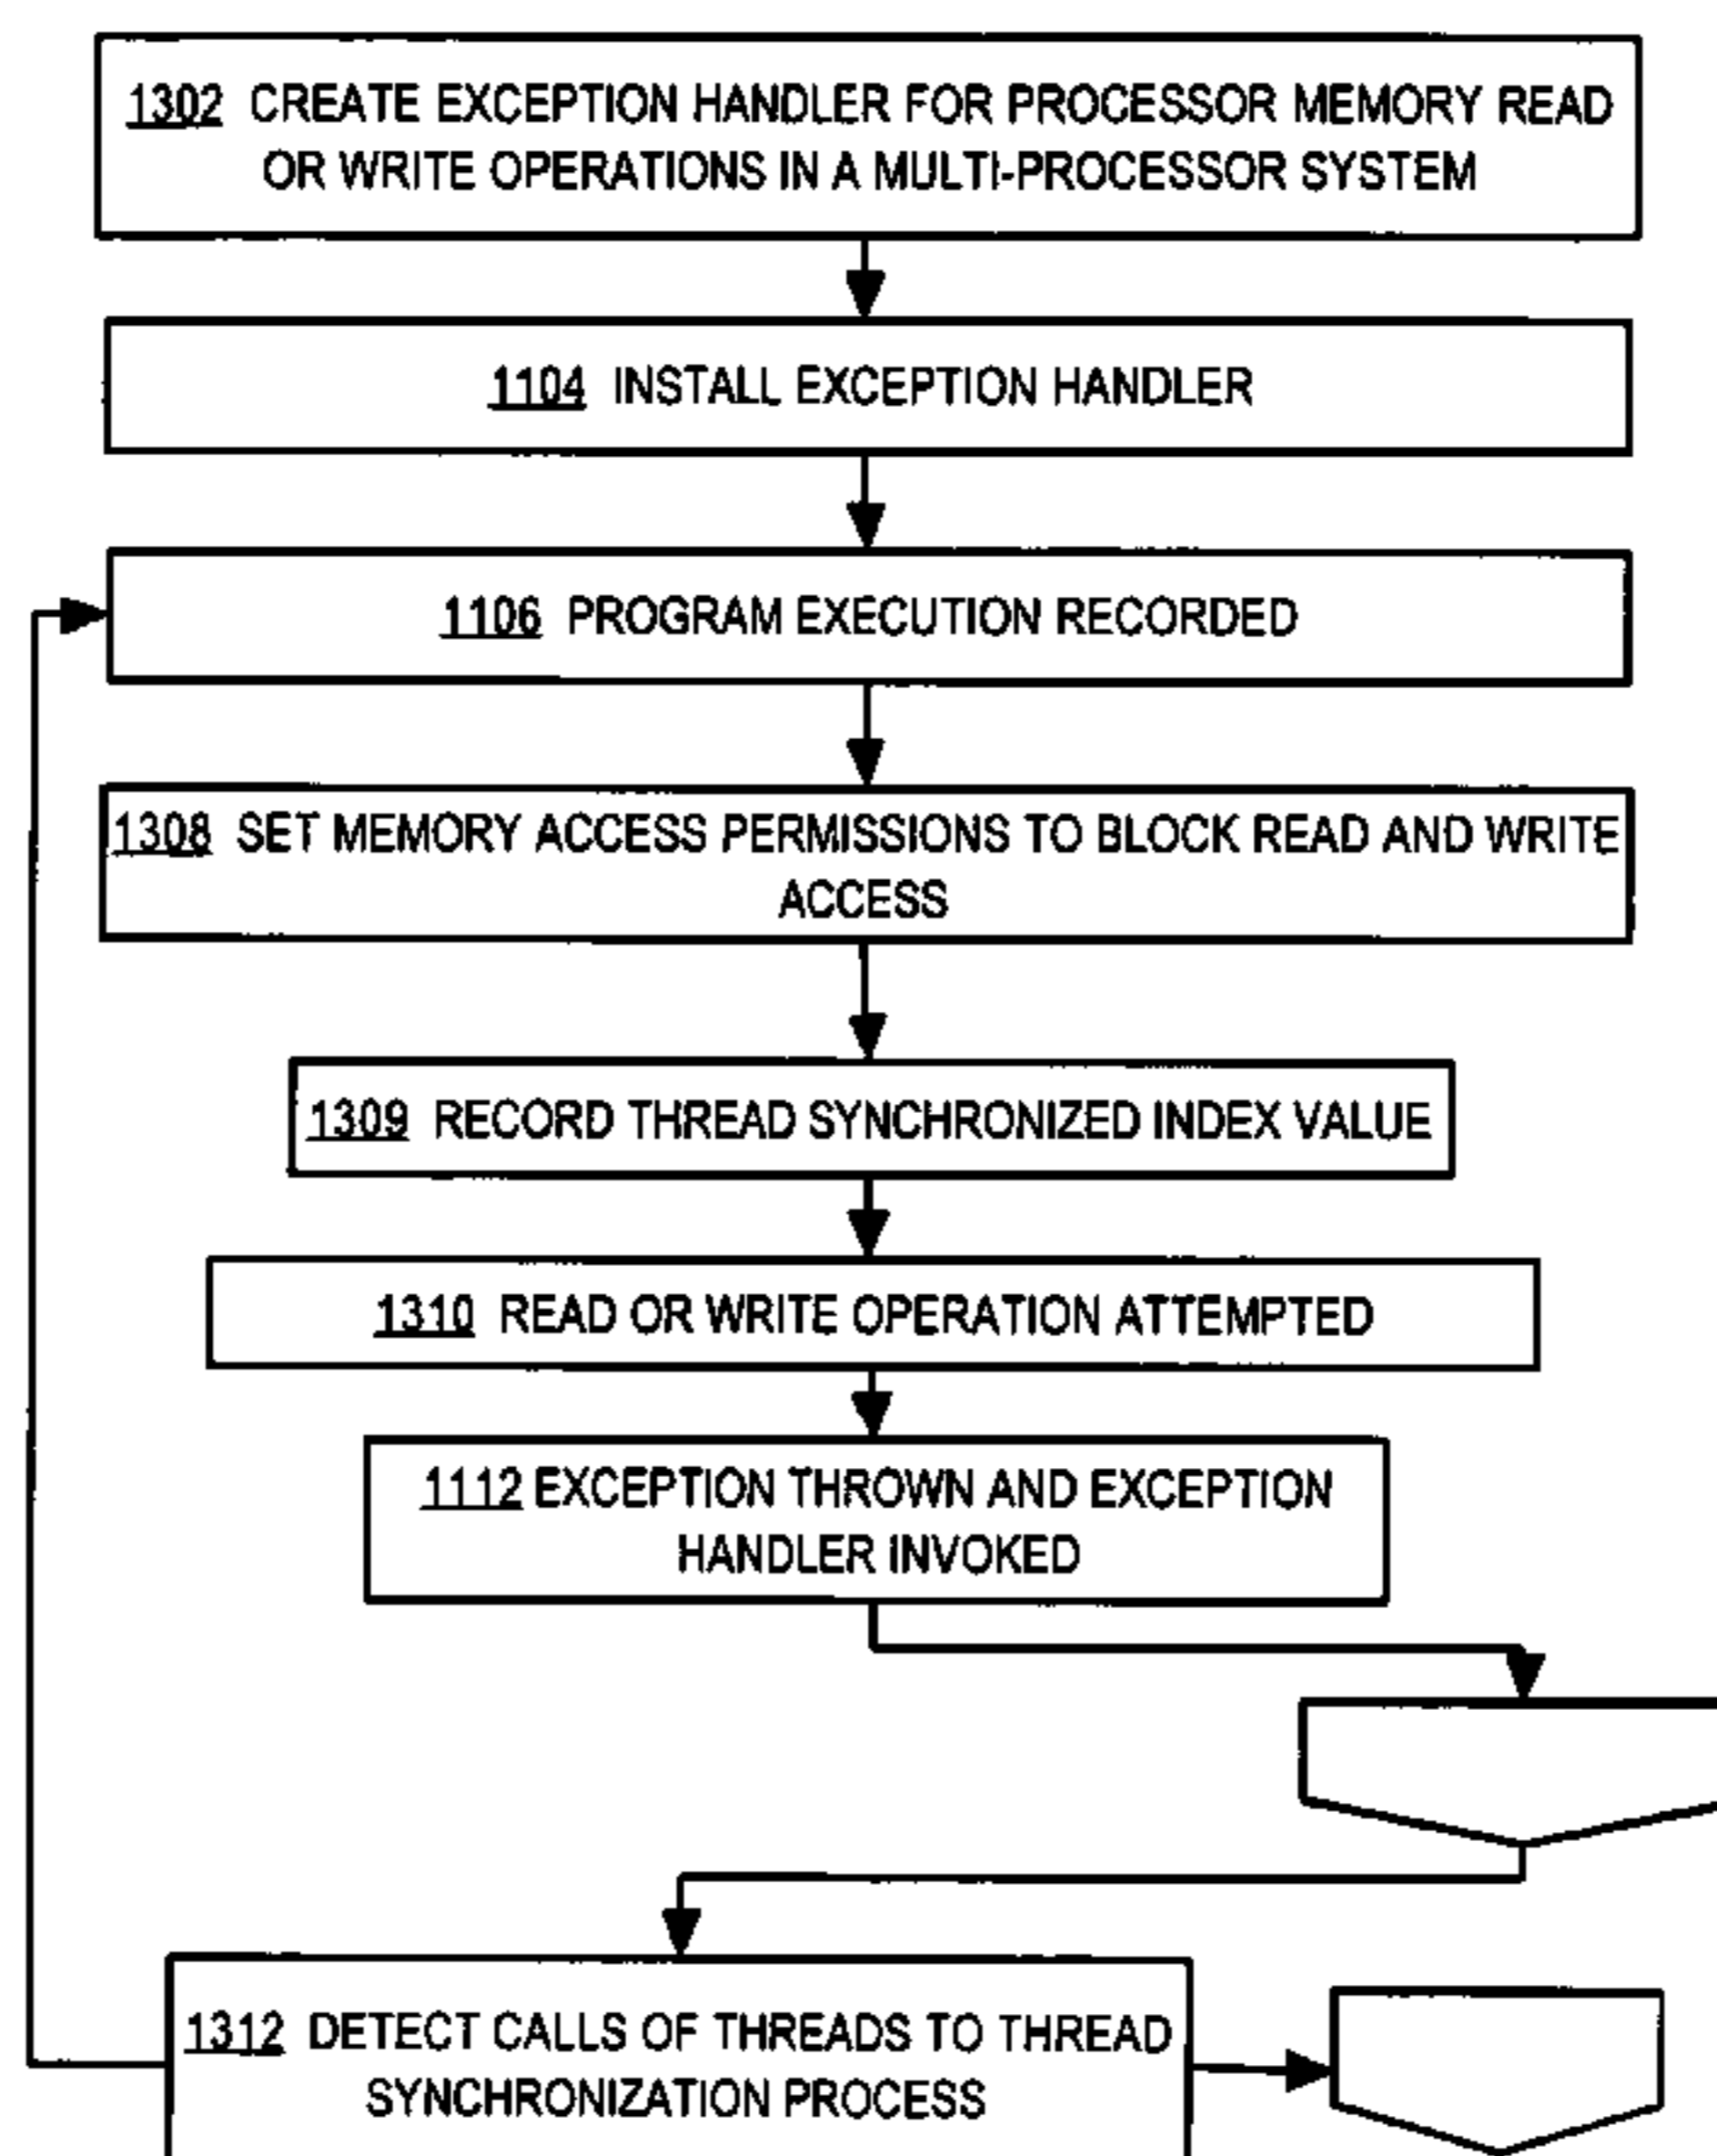 1302 CREATE EXCEPTION HANDLER FOR PROCESSOR MEMORY READ
OR WRITE OPERATIONS IN A MULTI-PROCESSOR SYSTEM
1104 INSTALL EXCEPTION HANDLER
1106 PROGRAM EXECUTION RECORDED
1308 SET MEMORY ACCESS PERMISSIONS TO BLOCK READ AND WRITE
ACCESS
1309 RECORD THREAD SYNCHRONIZED INDEX VALUE
1310 READ OR WRITE OPERATION ATTEMPTED
1112 EXCEPTION THROWN AND EXCEPTION
HANDLER INVOKED
1312 DETECT CALLS OF THREADS TO THREAD
SYNCHRONIZATION PROCESS